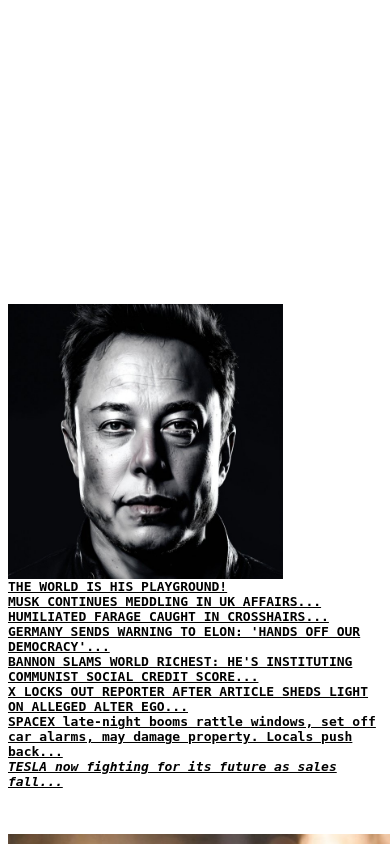 THE WORLD IS HIS PLAYGROUND!
MUSK CONTINUES MEDDLING IN UK AFFAIRS...
HUMILIATED FARAGE CAUGHT IN CROSSHAIRS...
GERMANY SENDS WARNING TO ELON: 'HANDS OFF OUR
DEMOCRACY'...
BANNON SLAMS WORLD RICHEST: HE'S INSTITUTING
COMMUNIST SOCIAL CREDIT SCORE...
X LOCKS OUT REPORTER AFTER ARTICLE SHEDS LIGHT
ON ALLEGED ALTER EGO...
SPACEX late-night booms rattle windows, set off
car alarms, may damage property. Locals push
back...
TESLA now fighting for its future as sales
fall...